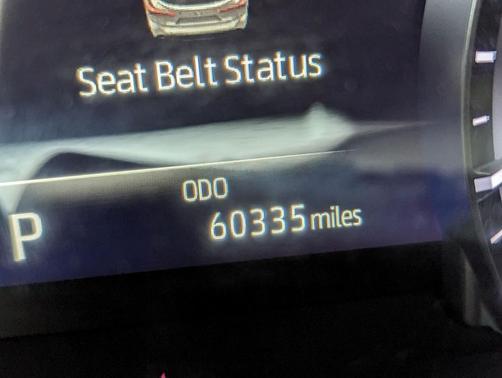 Seat Belt Status
ODO
P
60335 miles